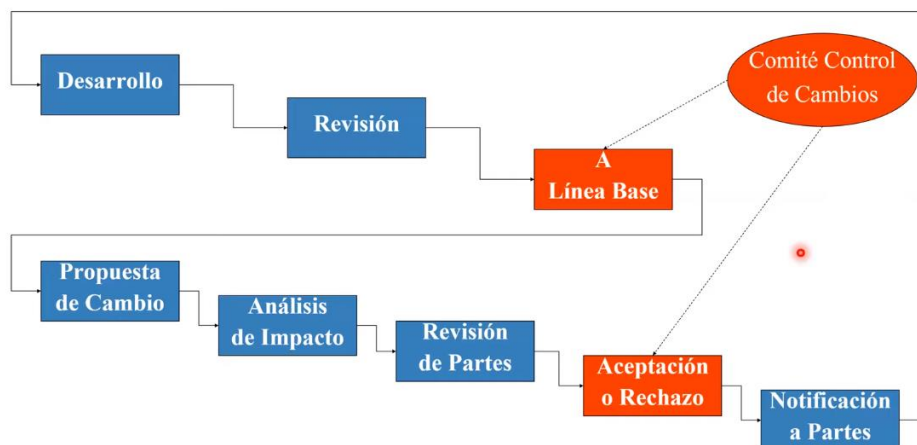 Desarrollo
Comité Control
de Cambios
Revisión
A
Línea Base
Propuesta
de Cambio
Análisis
de Impacto
Revisión
de Partes
Aceptación
o Rechazo
Notificación
a Partes